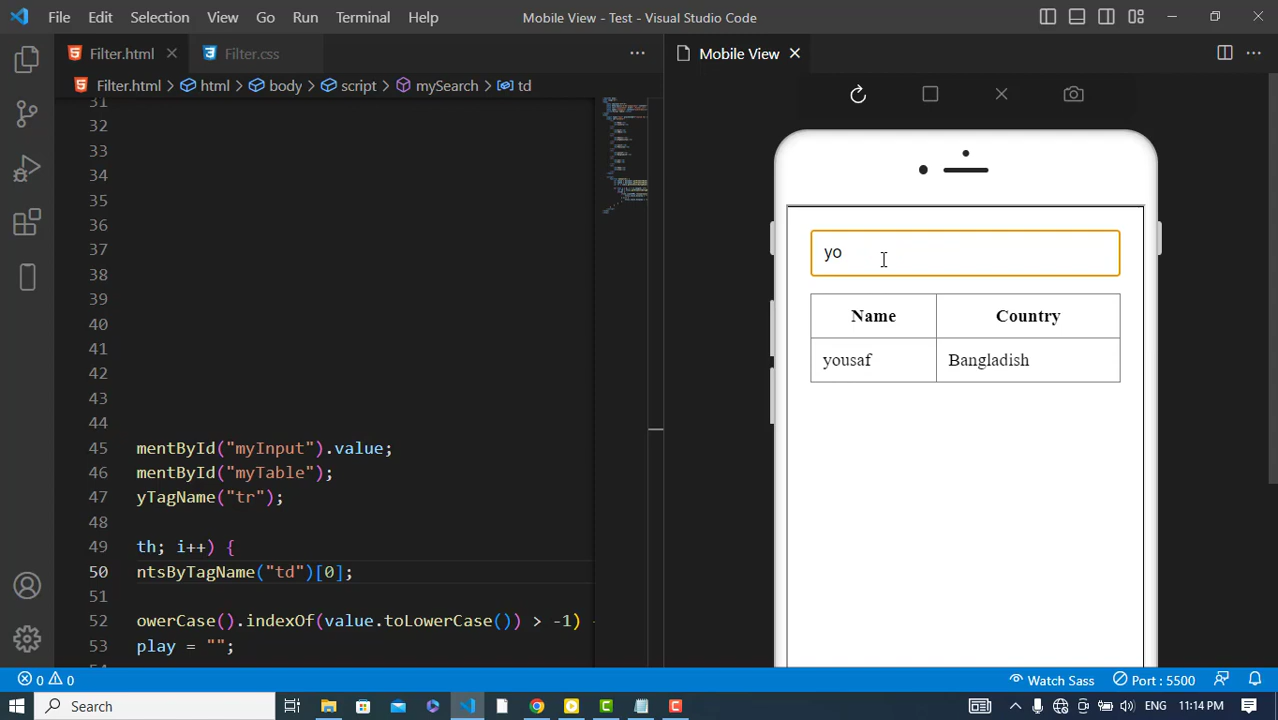 File Edit Selection View Go Run Terminal Help Mobile View - Test - Visual Studio Code
Filter.html Filter.css Mobile View
Filter.html > html > body > script > mySearch > td
31
32
33
34
35
36
37
38
39
40
41
42
43
44
45 mentById("myInput").value;
46 mentById("myTable");
47 yTagName("tr");
48
49 th; i++) {
50 ntsByTagName("td")[0];
51
52 owerCase().indexOf(value.toLowerCase()) > -1)
53 play = "";
yo
Name Country
yousaf Bangladish
0 0 Watch Sass Port : 5500
Search ENG 11:14 PM